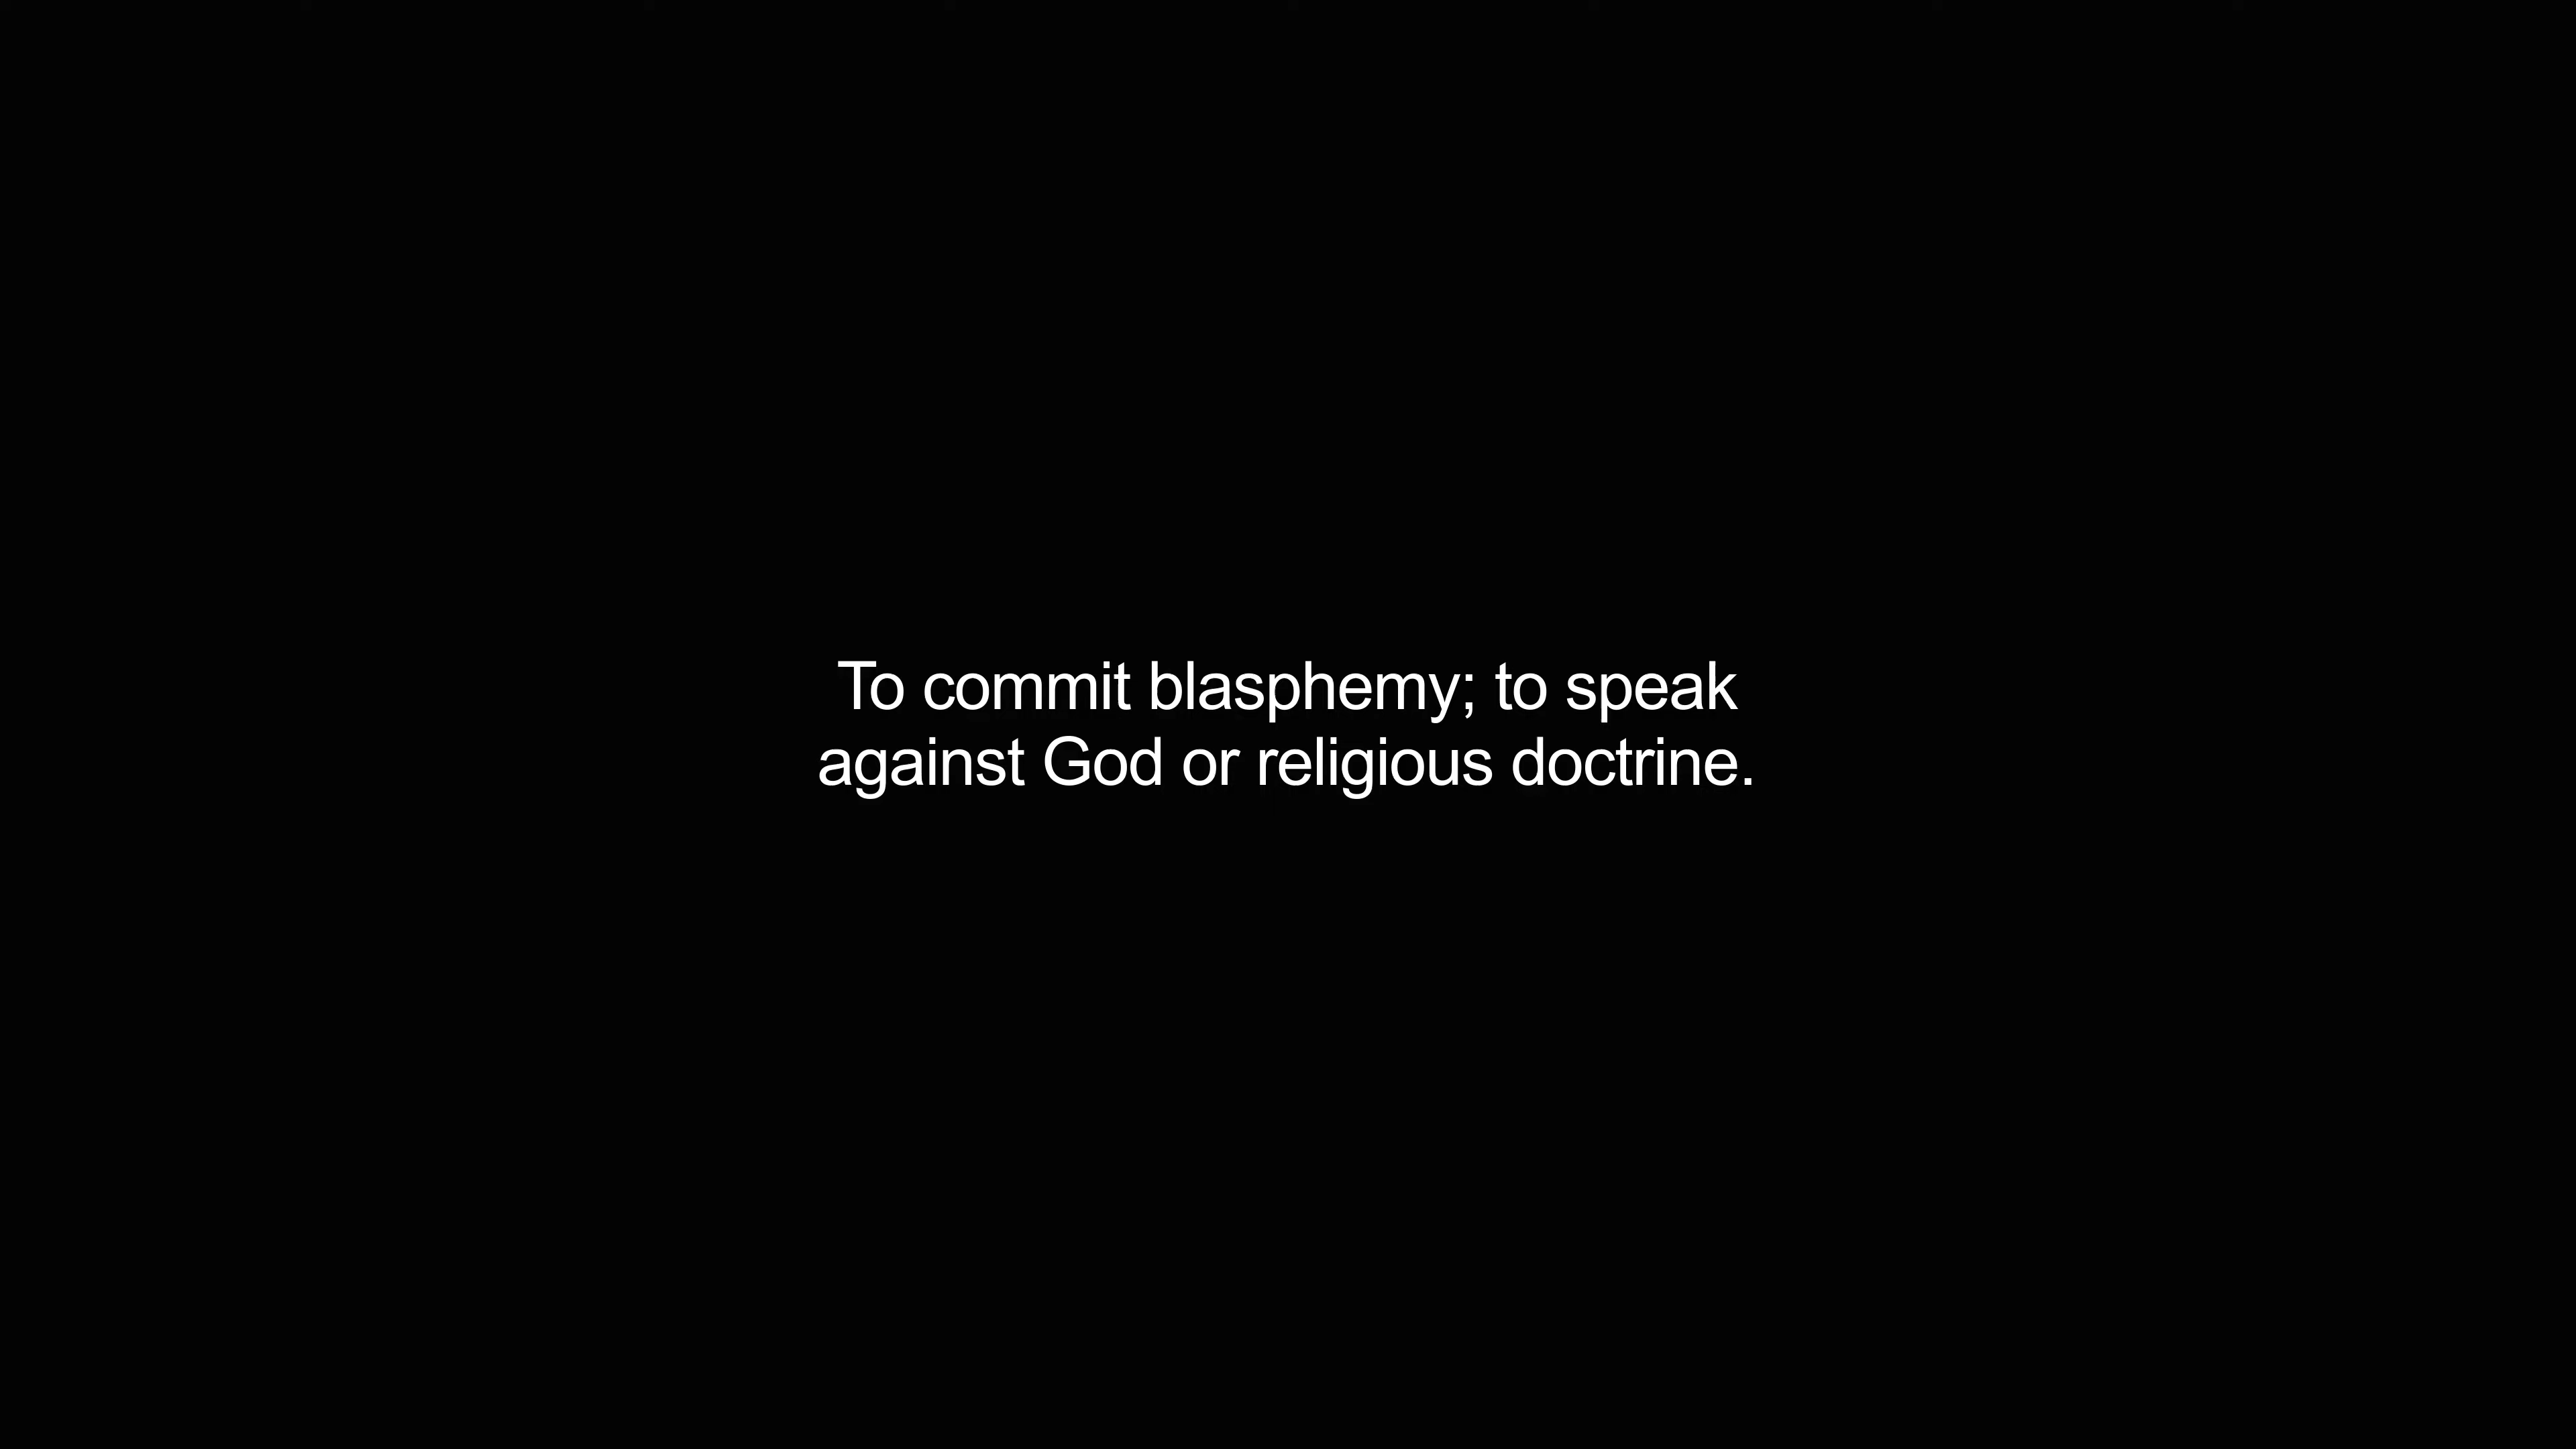 To commit blasphemy; to speak
against God or religious doctrine.